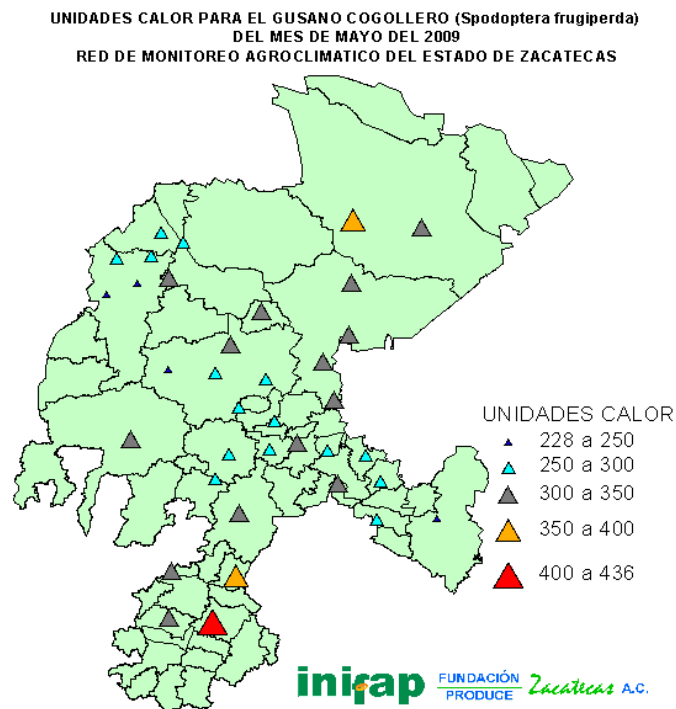 UNIDADES CALOR PARA EL GUSANO COGOLLERO (Spodoptera frugiperda)
DEL MES DE MAYO DEL 2009
RED DE MONITOREO AGROCLIMATICO DEL ESTADO DE ZACATECAS
UNIDADES CALOR
228 a 250
250 a 300
300 a 350
350 a 400
400 a 436
inifap
FUNDACIÓN
PRODUCE
Zacatecas A.C.